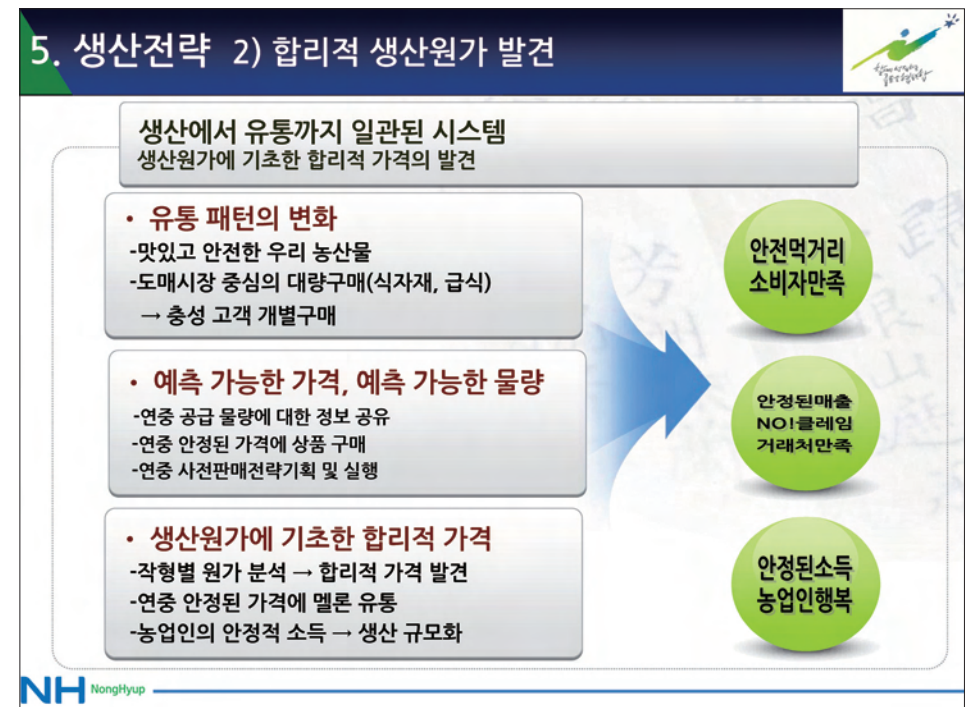 5. 생산전략 2) 합리적 생산원가 발견
생산에서 유통까지 일관된 시스템
생산원가에 기초한 합리적 가격의 발견
• 유통 패턴의 변화
-맛있고 안전한 우리 농산물
-도매시장 중심의 대량구매(식자재, 급식)
→ 충성 고객 개별구매
안전먹거리
소비자만족
• 예측 가능한 가격, 예측 가능한 물량
-연중 공급 물량에 대한 정보 공유
-연중 안정된 가격에 상품 구매
-연중 사전판매전략기획 및 실행
안정된매출
NO!클레임
거래처만족
• 생산원가에 기초한 합리적 가격
-작형별 원가 분석 → 합리적 가격 발견
-연중 안정된 가격에 멜론 유통
-농업인의 안정적 소득 → 생산 규모화
안정된소득
농업인행복
NH NongHyup